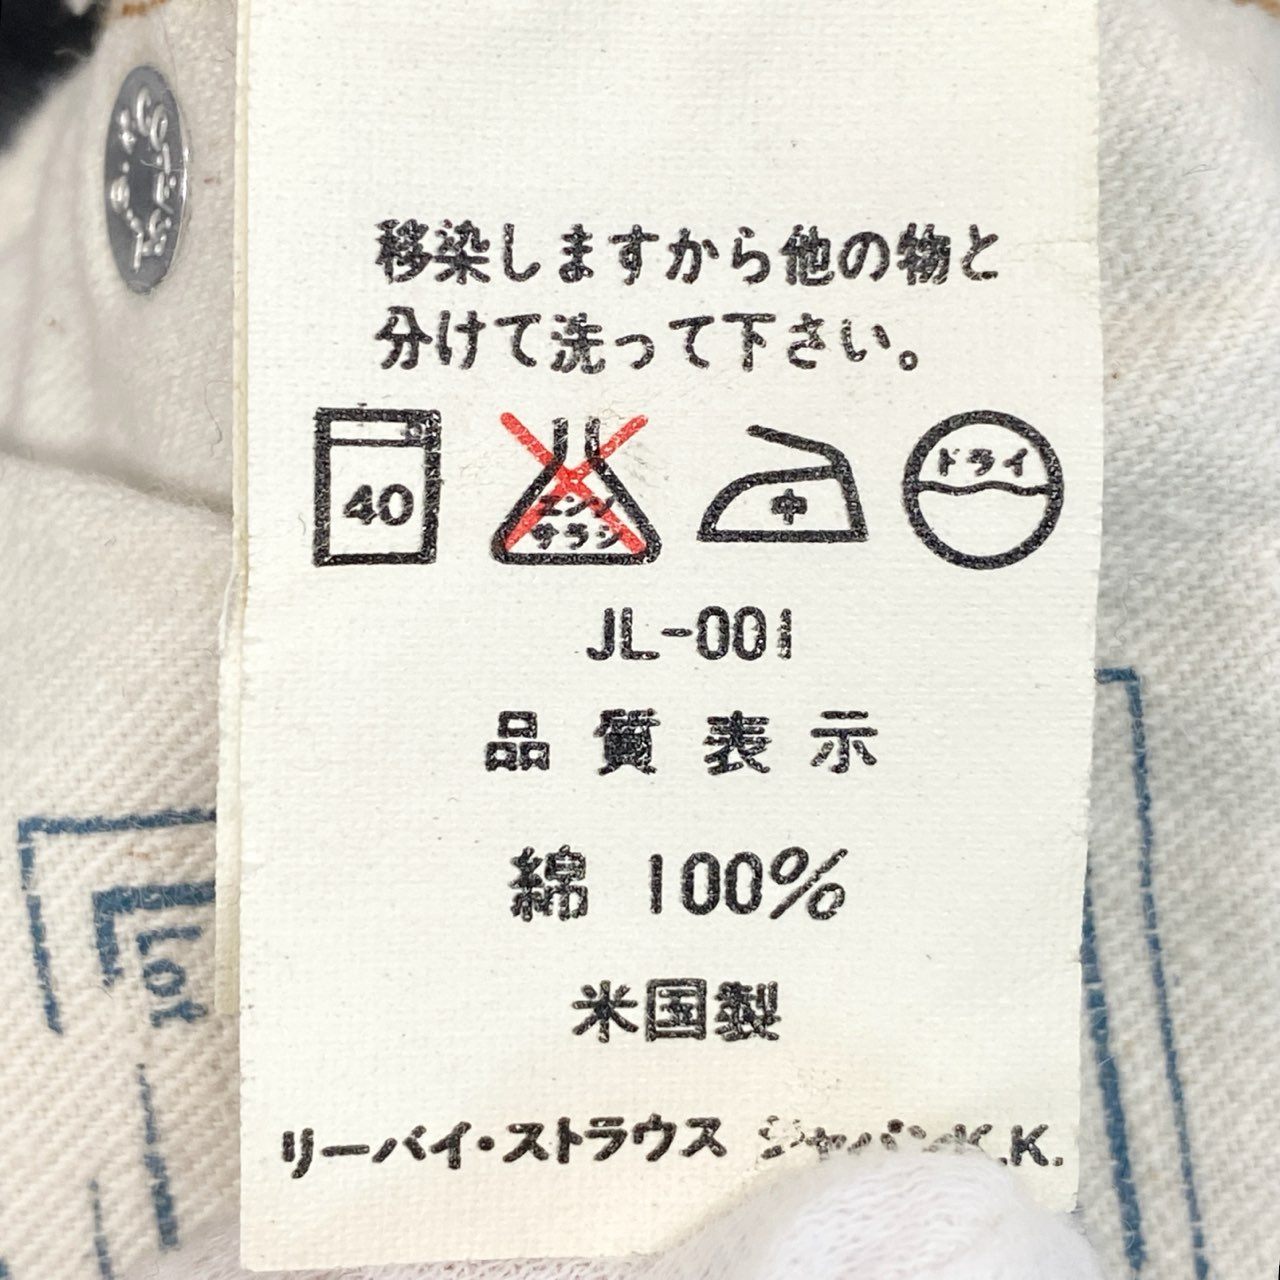 移染しますから他の物と
分けて洗って下さい。
40
エンソ
サラシ
中
ドライ
JL-001
品質表示
綿 100%
米国製
リーバイ・ストラウス ジャパンK.K.
Lot